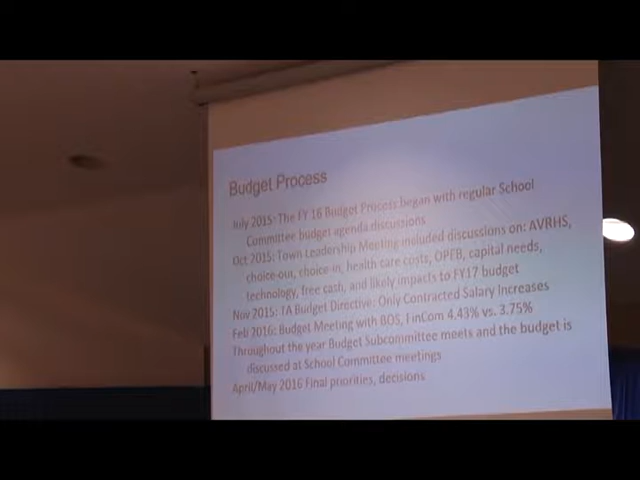 Budget Process
July 2015: The FY 16 Budget Process began with regular School
Committee budget agenda discussions
Oct 2015: Town Leadership Meeting included discussions on: AVRHS,
choice-out, choice-in, health care costs, OPEB, capital needs,
technology, free cash, and likely impacts to FY17 budget
Nov 2015: TA Budget Directive: Only Contracted Salary Increases
Feb 2016: Budget Meeting with BOS, FinCom 4.43% vs. 3.75%
Throughout the year Budget Subcommittee meets and the budget is
discussed at School Committee meetings
April/May 2016 Final priorities, decisions